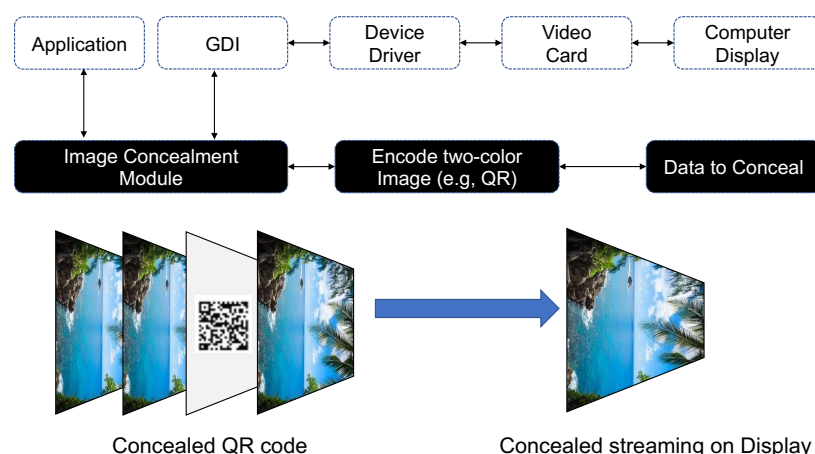 Application
GDI
Device
Driver
Video
Card
Computer
Display
Image Concealment
Module
Encode two-color
Image (e.g, QR)
Data to Conceal
Concealed QR code
Concealed streaming on Display